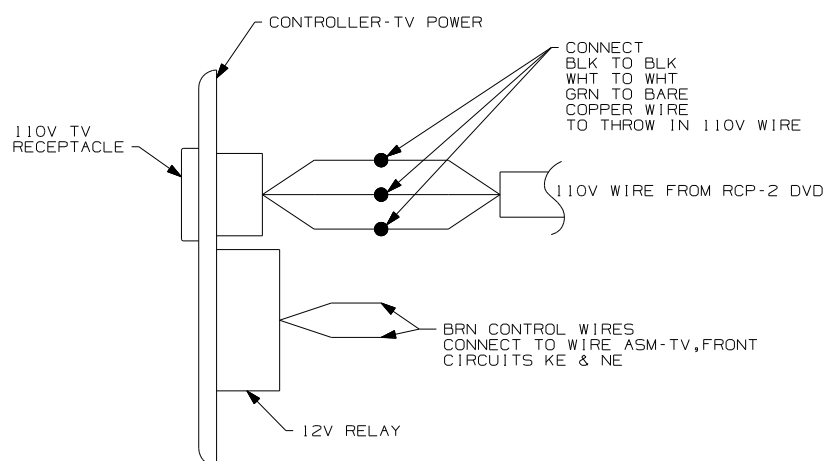 CONTROLLER-TV POWER
CONNECT
BLK TO BLK
WHT TO WHT
GRN TO BARE
COPPER WIRE
TO THROW IN 110V WIRE
110V TV
RECEPTACLE
110V WIRE FROM RCP-2 DVD
BRN CONTROL WIRES
CONNECT TO WIRE ASM-TV,FRONT
CIRCUITS KE & NE
12V RELAY